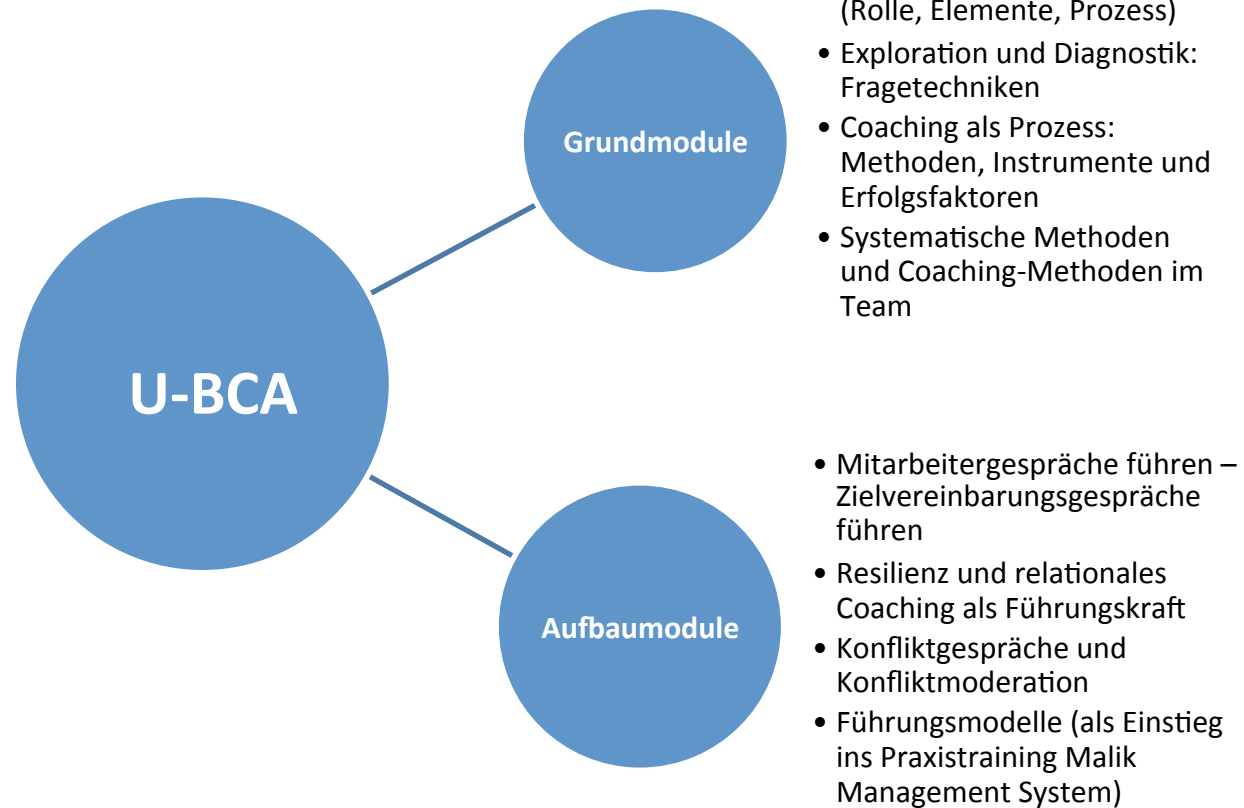 U-BCA
Grundmodule
(Rolle, Elemente, Prozess)
• Exploration und Diagnostik:
Fragetechniken
• Coaching als Prozess:
Methoden, Instrumente und
Erfolgsfaktoren
• Systematische Methoden
und Coaching-Methoden im
Team
Aufbaumodule
• Mitarbeitergespräche führen –
Zielvereinbarungsgespräche
führen
• Resilienz und relationales
Coaching als Führungskraft
• Konfliktgespräche und
Konfliktmoderation
• Führungsmodelle (als Einstieg
ins Praxistraining Malik
Management System)